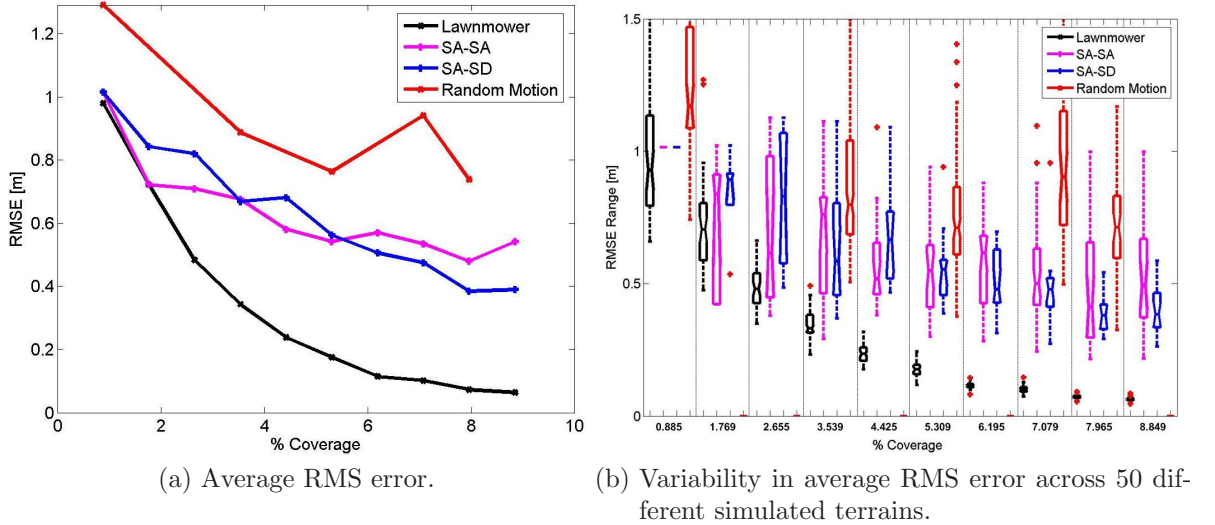 1.2
1
0.8
0.6
0.4
0.2
0
RMSE [m]
0
2
4
6
8
10
% Coverage
Lawnmower
SA-SA
SA-SD
Random Motion
(a) Average RMS error.
1.5
1
0.5
0
RMSE Range [m]
0.885
1.769
2.655
3.539
4.425
5.309
6.195
7.079
7.965
8.849
% Coverage
Lawnmower
SA-SA
SA-SD
Random Motion
(b) Variability in average RMS error across 50 dif-
ferent simulated terrains.